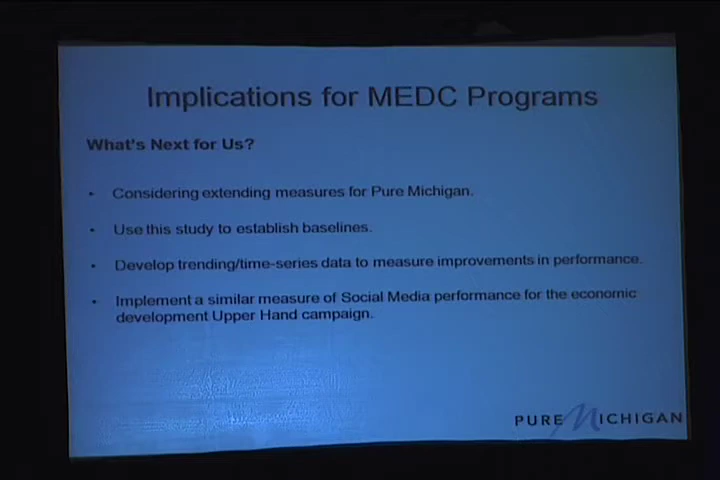 Implications for MEDC Programs
What's Next for Us?
• Considering extending measures for Pure Michigan.
• Use this study to establish baselines.
• Develop trending/time-series data to measure improvements in performance.
• Implement a similar measure of Social Media performance for the economic
development Upper Hand campaign.
PURE MICHIGAN